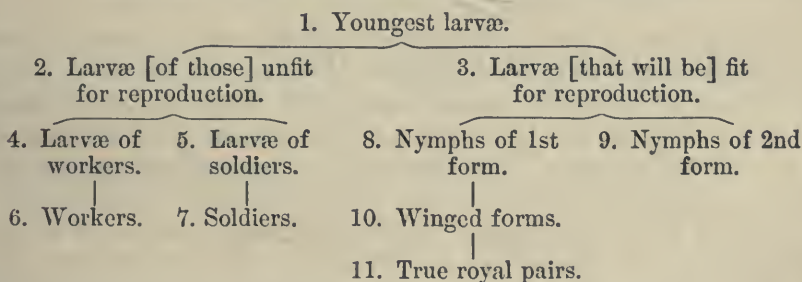 1. Youngest larvæ.
2. Larvæ [of those] unfit
for reproduction.
3. Larvæ [that will be] fit
for reproduction.
4. Larvæ of
workers.
5. Larvæ of
soldiers.
8. Nymphs of 1st
form.
9. Nymphs of 2nd
form.
6. Workers.
7. Soldiers.
10. Winged forms.
11. True royal pairs.